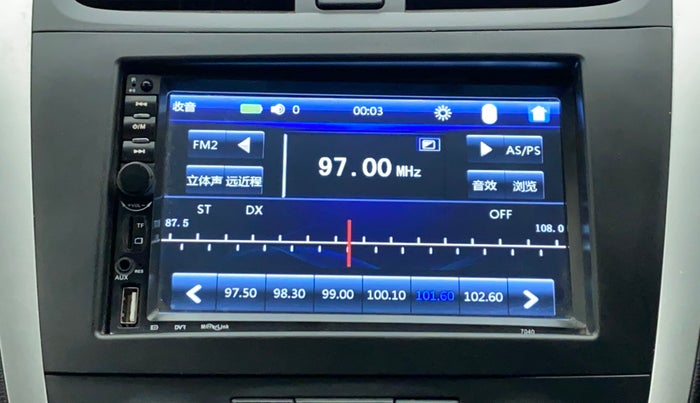 收音 0 00:03
FM2 97.00 MHz AS/PS
立体声 远近程 音效 浏览
ST DX OFF
87.5 108.0
97.50 98.30 99.00 100.10 101.60 102.60
⏻/M
VOL
TF
AUX RES
MirrorLink 7040